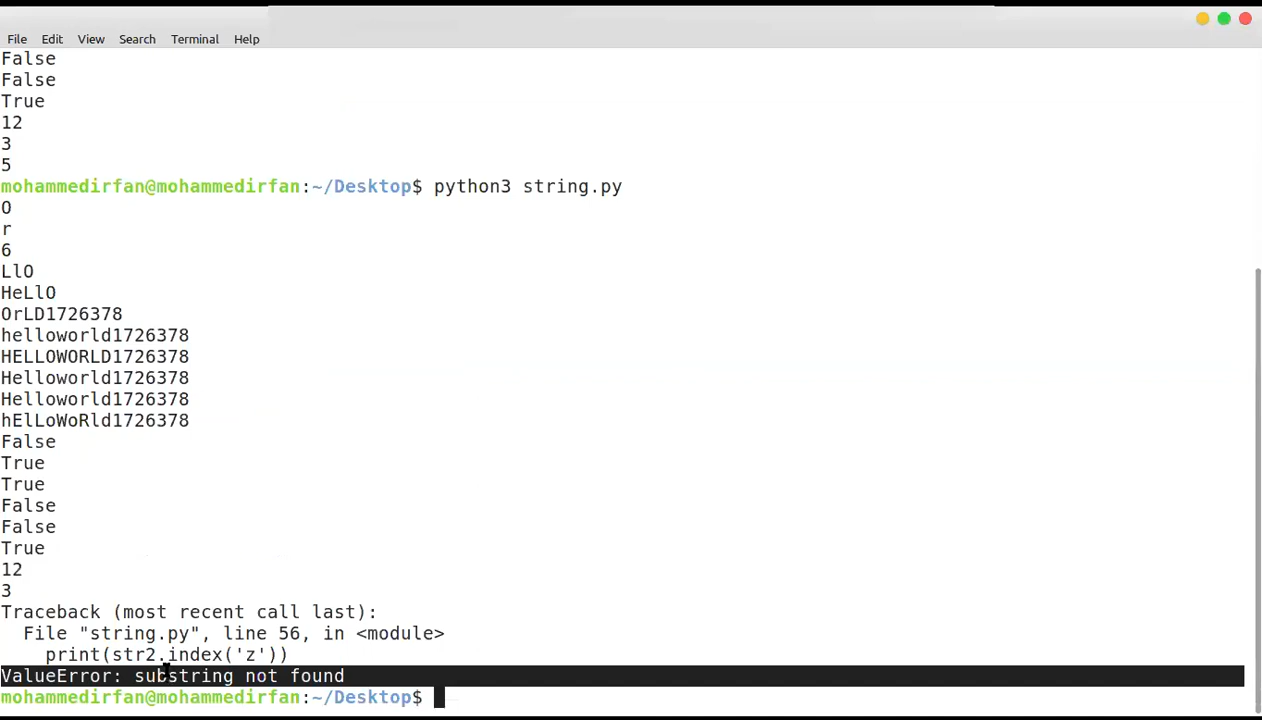 File Edit View Search Terminal Help
False
False
True
12
3
5
mohammedirfan@mohammedirfan:~/Desktop$ python3 string.py
O
r
6
LlO
HeLlO
OrLD1726378
helloworld1726378
HELLOWORLD1726378
Helloworld1726378
Helloworld1726378
hElLoWoRld1726378
False
True
True
False
False
True
12
3
Traceback (most recent call last):
  File "string.py", line 56, in <module>
    print(str2.index('z'))
ValueError: substring not found
mohammedirfan@mohammedirfan:~/Desktop$